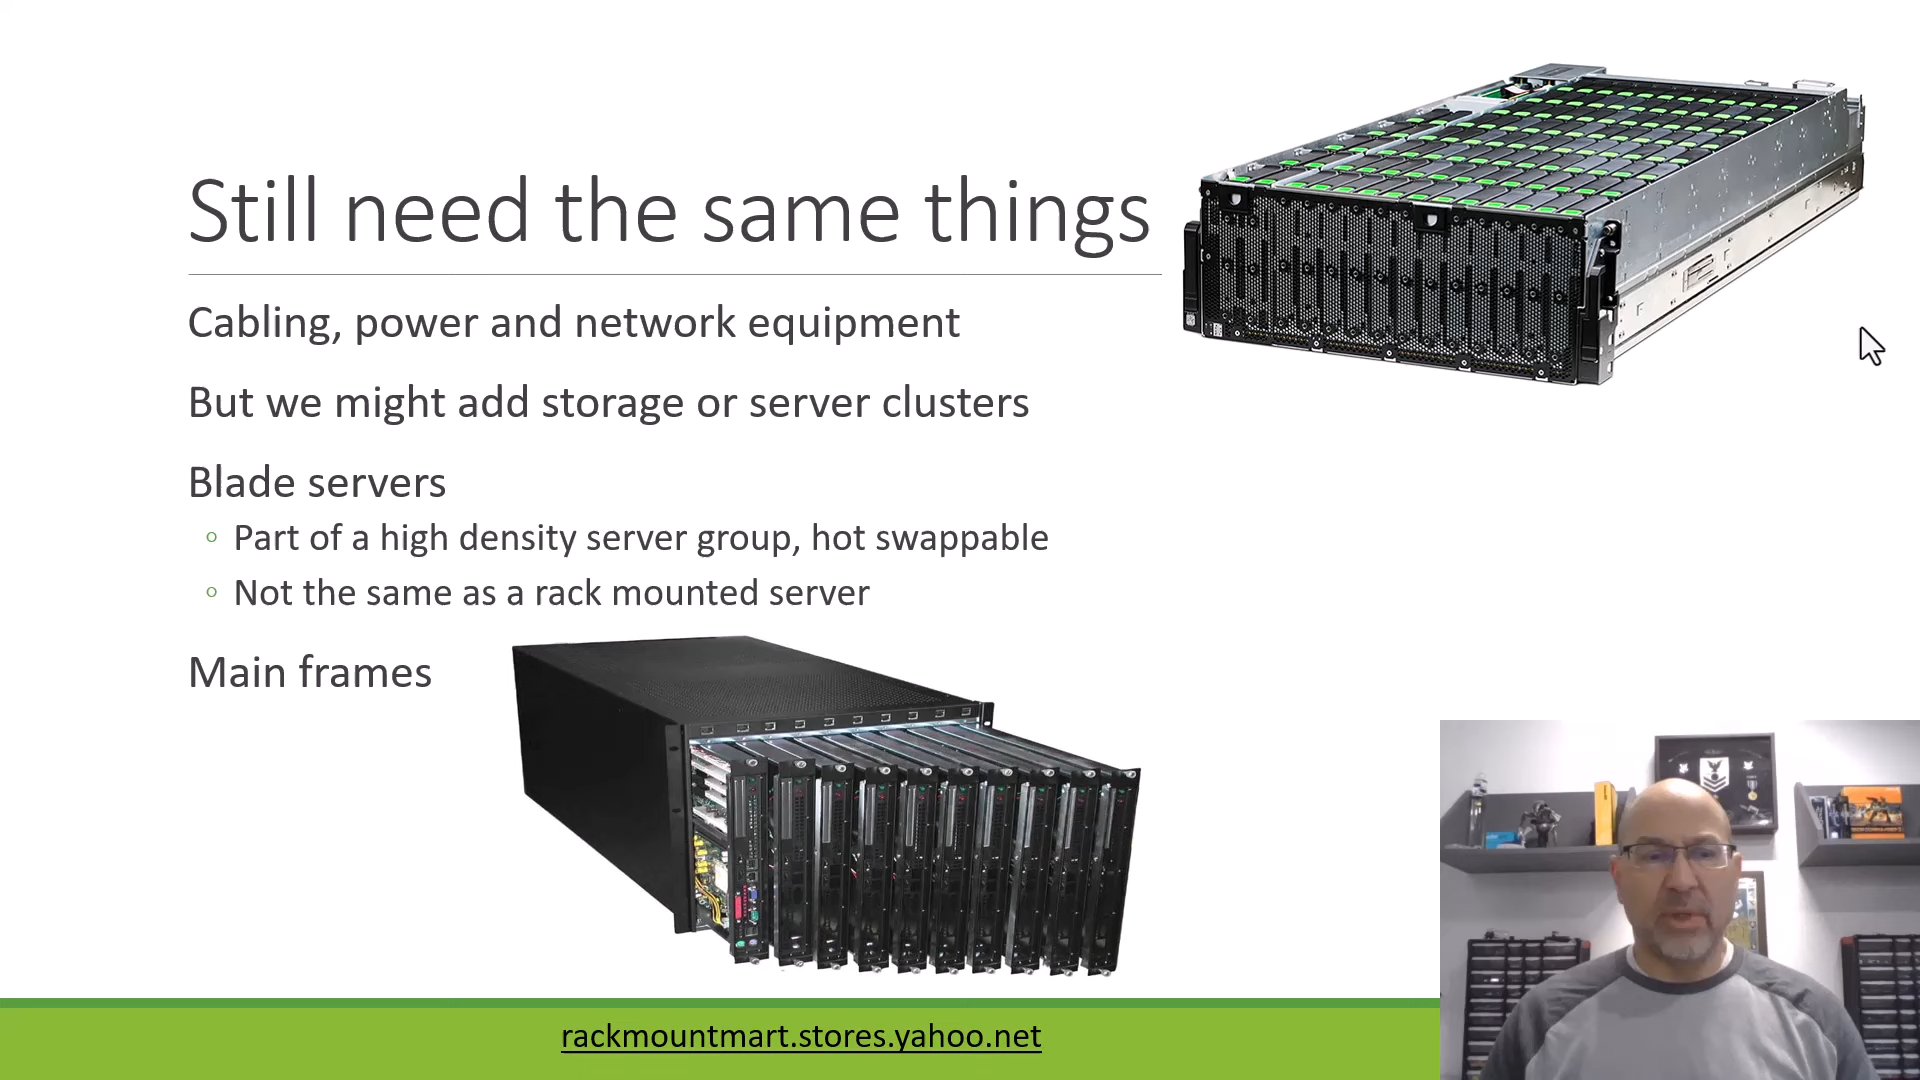 Still need the same things
Cabling, power and network equipment
But we might add storage or server clusters
Blade servers
Part of a high density server group, hot swappable
Not the same as a rack mounted server
Main frames
rackmountmart.stores.yahoo.net